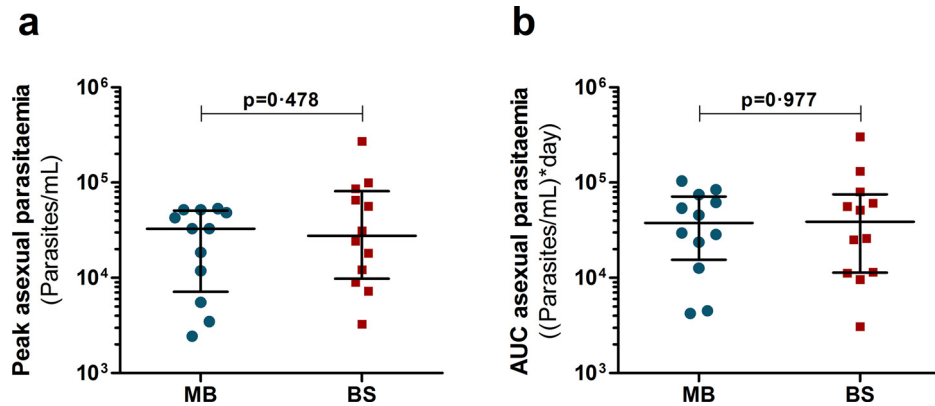 a
Peak asexual parasitaemia
(Parasites/mL)
10⁶
10⁵
10⁴
10³
p=0·478
MB
BS
b
AUC asexual parasitaemia
((Parasites/mL)*day)
10⁶
10⁵
10⁴
10³
p=0·977
MB
BS